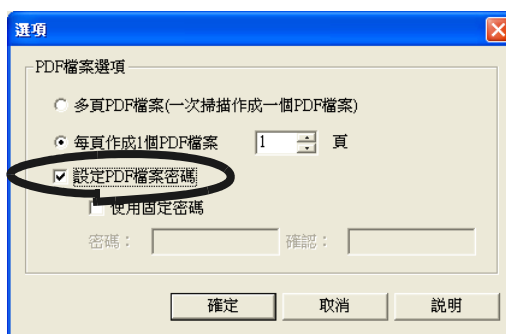 選項
PDF檔案選項
多頁PDF檔案(一次掃描作成一個PDF檔案)
每頁作成1個PDF檔案 1 頁
設定PDF檔案密碼
使用固定密碼
密碼： 確認：
確定 取消 說明